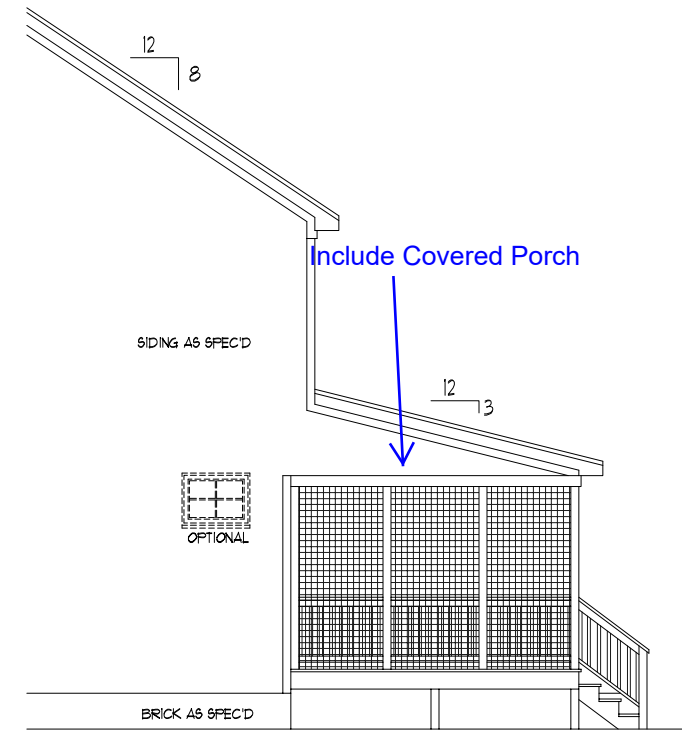 12
8
Include Covered Porch
SIDING AS SPEC'D
12
3
OPTIONAL
BRICK AS SPEC'D